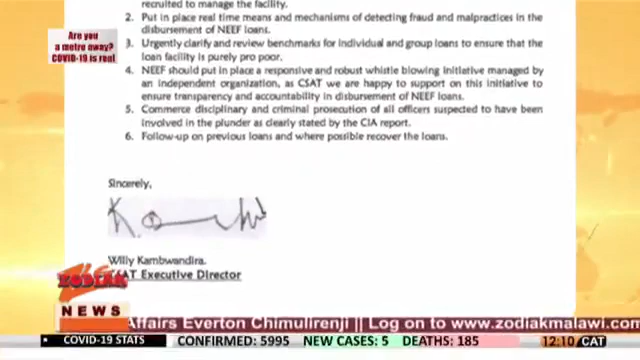 recruited to manage the facility.
2. Put in place real time means and mechanisms of detecting fraud and malpractices in the
disbursement of NEEF loans.
3. Urgently clarify and review benchmarks for individual and group loans to ensure that the
loan facility is purely pro poor.
4. NEEF should put in place a responsive and robust whistle blowing initiative managed by
an independent organization, as CSAT we are happy to support on this initiative to
ensure transparency and accountability in disbursement of NEEF loans.
5. Commerce disciplinary and criminal prosecution of all officers suspected to have been
involved in the plunder as clearly stated by the CIA report.
6. Follow-up on previous loans and where possible recover the loans.
Sincerely,
Willy Kambwandira.
CSAT Executive Director
Are you
a metre away?
COVID-19 is real
ZODIAK
NEWS
Affairs Everton Chimulirenji || Log on to www.zodiakmalawi.com
COVID-19 STATS CONFIRMED: 5995 NEW CASES: 5 DEATHS: 185 12:10 CAT